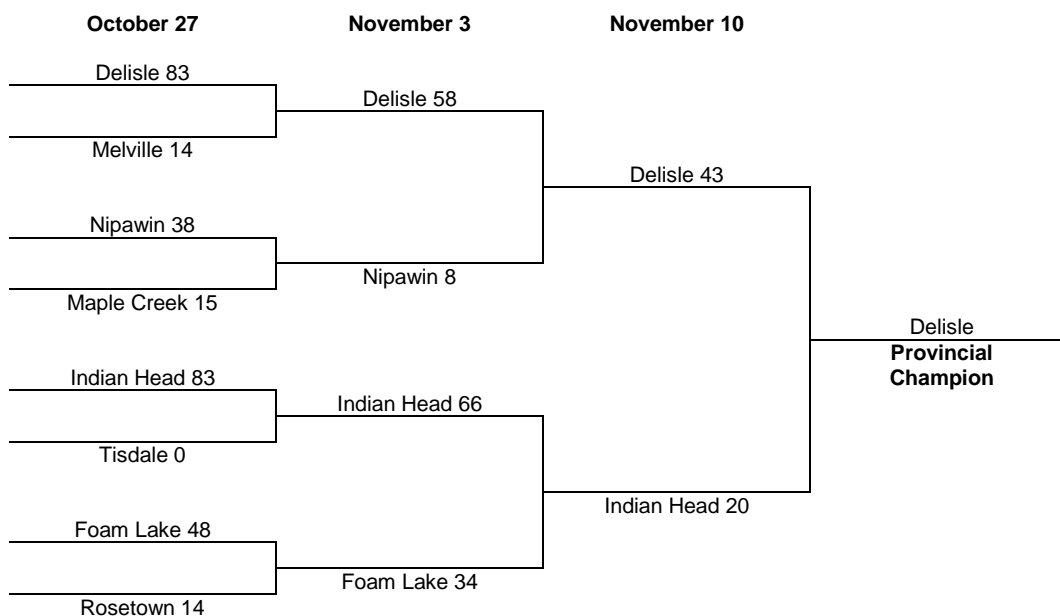 October 27
November 3
November 10
Delisle 83
Delisle 58
Melville 14
Delisle 43
Nipawin 38
Nipawin 8
Maple Creek 15
Delisle
Provincial
Champion
Indian Head 83
Indian Head 66
Tisdale 0
Indian Head 20
Foam Lake 48
Foam Lake 34
Rosetown 14